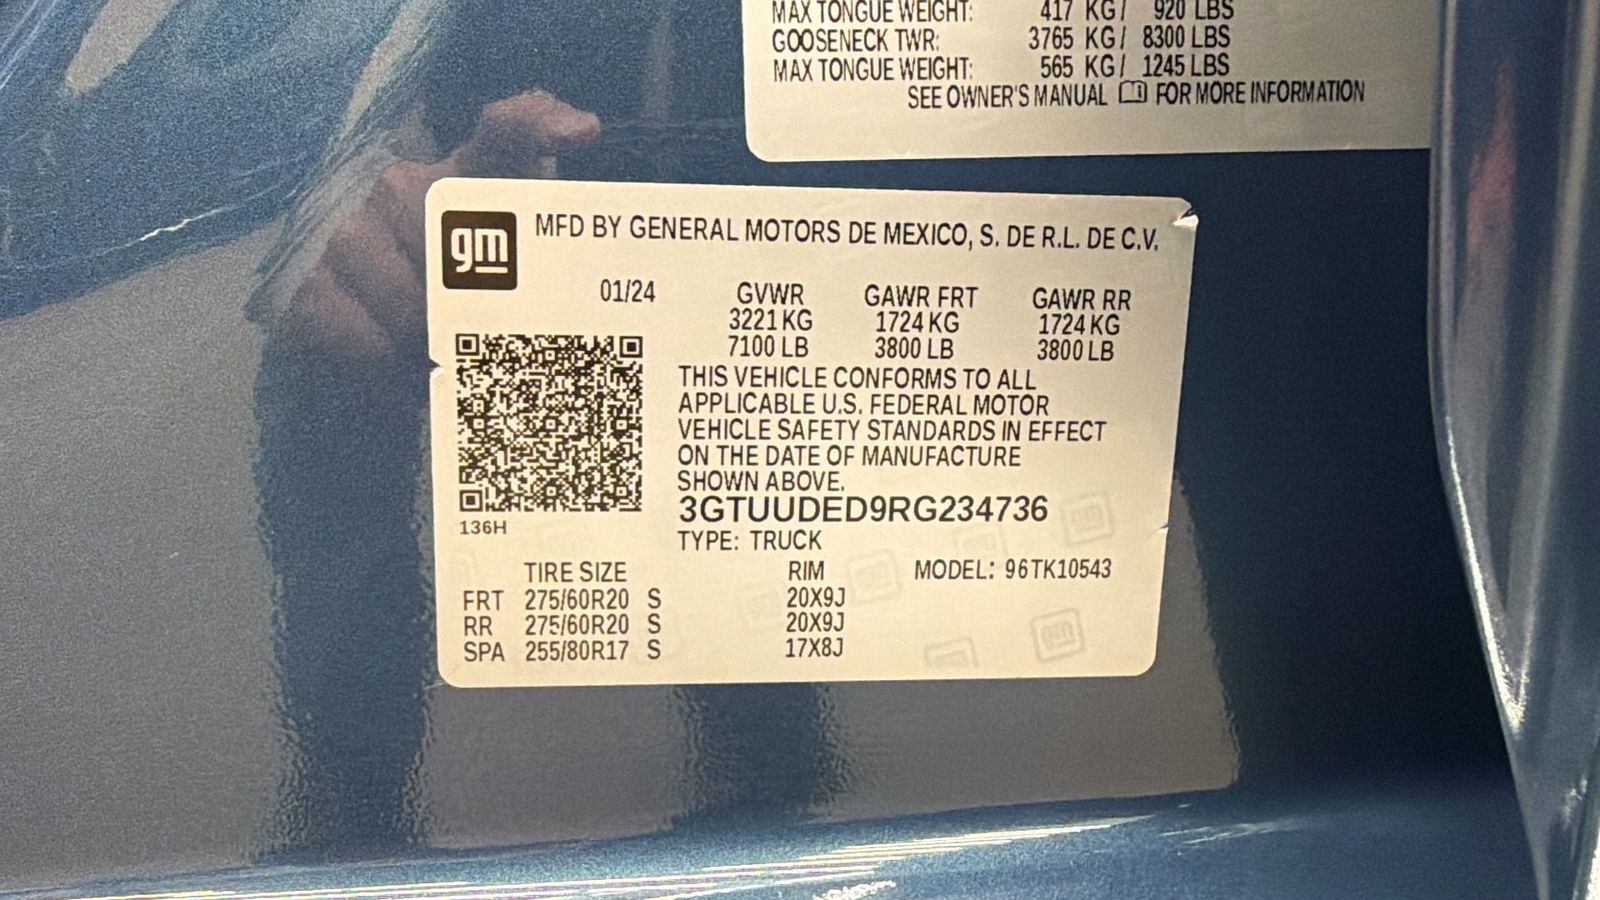 MAX TONGUE WEIGHT: 417 KG/ 920 LBS
GOOSENECK TWR: 3765 KG/ 8300 LBS
MAX TONGUE WEIGHT: 565 KG/ 1245 LBS
SEE OWNER'S MANUAL FOR MORE INFORMATION
gm
MFD BY GENERAL MOTORS DE MEXICO, S. DE R.L. DE C.V.
01/24 GVWR GAWR FRT GAWR RR
3221 KG 1724 KG 1724 KG
7100 LB 3800 LB 3800 LB
THIS VEHICLE CONFORMS TO ALL
APPLICABLE U.S. FEDERAL MOTOR
VEHICLE SAFETY STANDARDS IN EFFECT
ON THE DATE OF MANUFACTURE
SHOWN ABOVE.
3GTUUDED9RG234736
136H
TYPE: TRUCK
TIRE SIZE RIM MODEL: 96TK10543
FRT 275/60R20 S 20X9J
RR 275/60R20 S 20X9J
SPA 255/80R17 S 17X8J